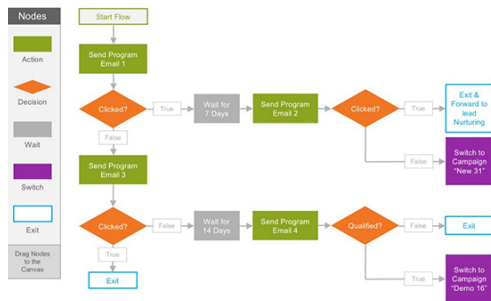 Nodes
Action
Decision
Wait
Switch
Exit
Drag Nodes
to the
Canvas
Start Flow
Send Program
Email 1
Clicked?
True
Wait for
7 Days
Send Program
Email 2
Clicked?
True
Exit &
Forward to
lead
Nurturing
False
False
Switch to
Campaign
"New 31"
Send Program
Email 3
Clicked?
False
Wait for
14 Days
Send Program
Email 4
Qualified?
False
Exit
True
True
Exit
Switch to
Campaign
"Demo 16"